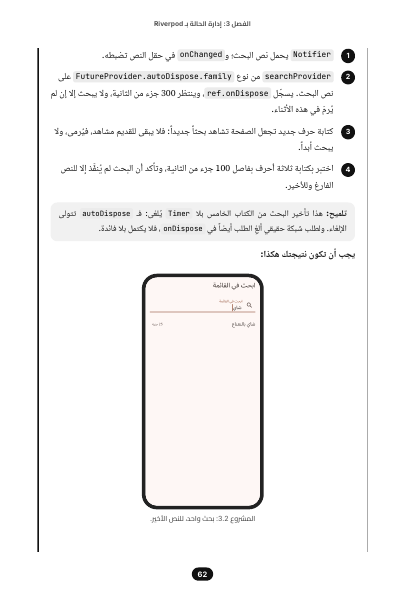 الفصل 3: إدارة الحالة بـ Riverpod
1 Notifier يحمل نص البحث؛ و onChanged في حقل النص تضبطه.
2 searchProvider من نوع FutureProvider.autoDispose.family على
نص البحث. يسجّل ref.onDispose، وينتظر 300 جزء من الثانية، ولا يبحث إلا إن لم
يُرمَ في هذه الأثناء.
3 كتابة حرف جديد تجعل الصفحة تشاهد بحثاً جديداً؛ فلا يبقى للقديم مشاهد، فيُرمى، ولا
يبحث أبداً.
4 اختبر بكتابة ثلاثة أحرف بفاصل 100 جزء من الثانية، وتأكد أن البحث لم يُنفَّذ إلا للنص
الفارغ وللأخير.
تلميح: هذا تأخير البحث من الكتاب الخامس بلا Timer يُلغى: فـ autoDispose تتولى
الإلغاء. ولطلب شبكة حقيقي ألغِ الطلب أيضاً في onDispose، فلا يكتمل بلا فائدة.
يجب أن تكون نتيجتك هكذا:
ابحث في القائمة
ابحث في القائمة
شاي
شاي بالنعناع
المشروع 3.2: بحث واحد، للنص الأخير.
62